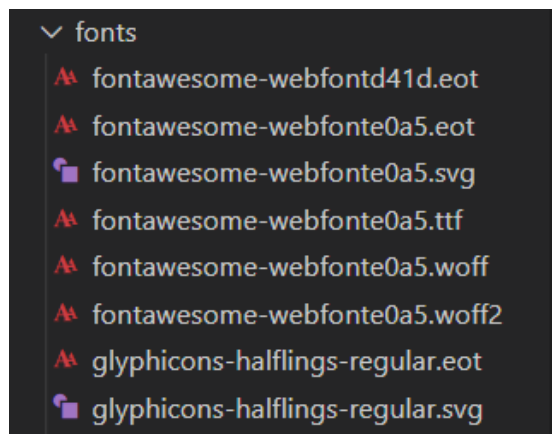 fonts
fontawesome-webfontd41d.eot
fontawesome-webfonte0a5.eot
fontawesome-webfonte0a5.svg
fontawesome-webfonte0a5.ttf
fontawesome-webfonte0a5.woff
fontawesome-webfonte0a5.woff2
glyphicons-halflings-regular.eot
glyphicons-halflings-regular.svg